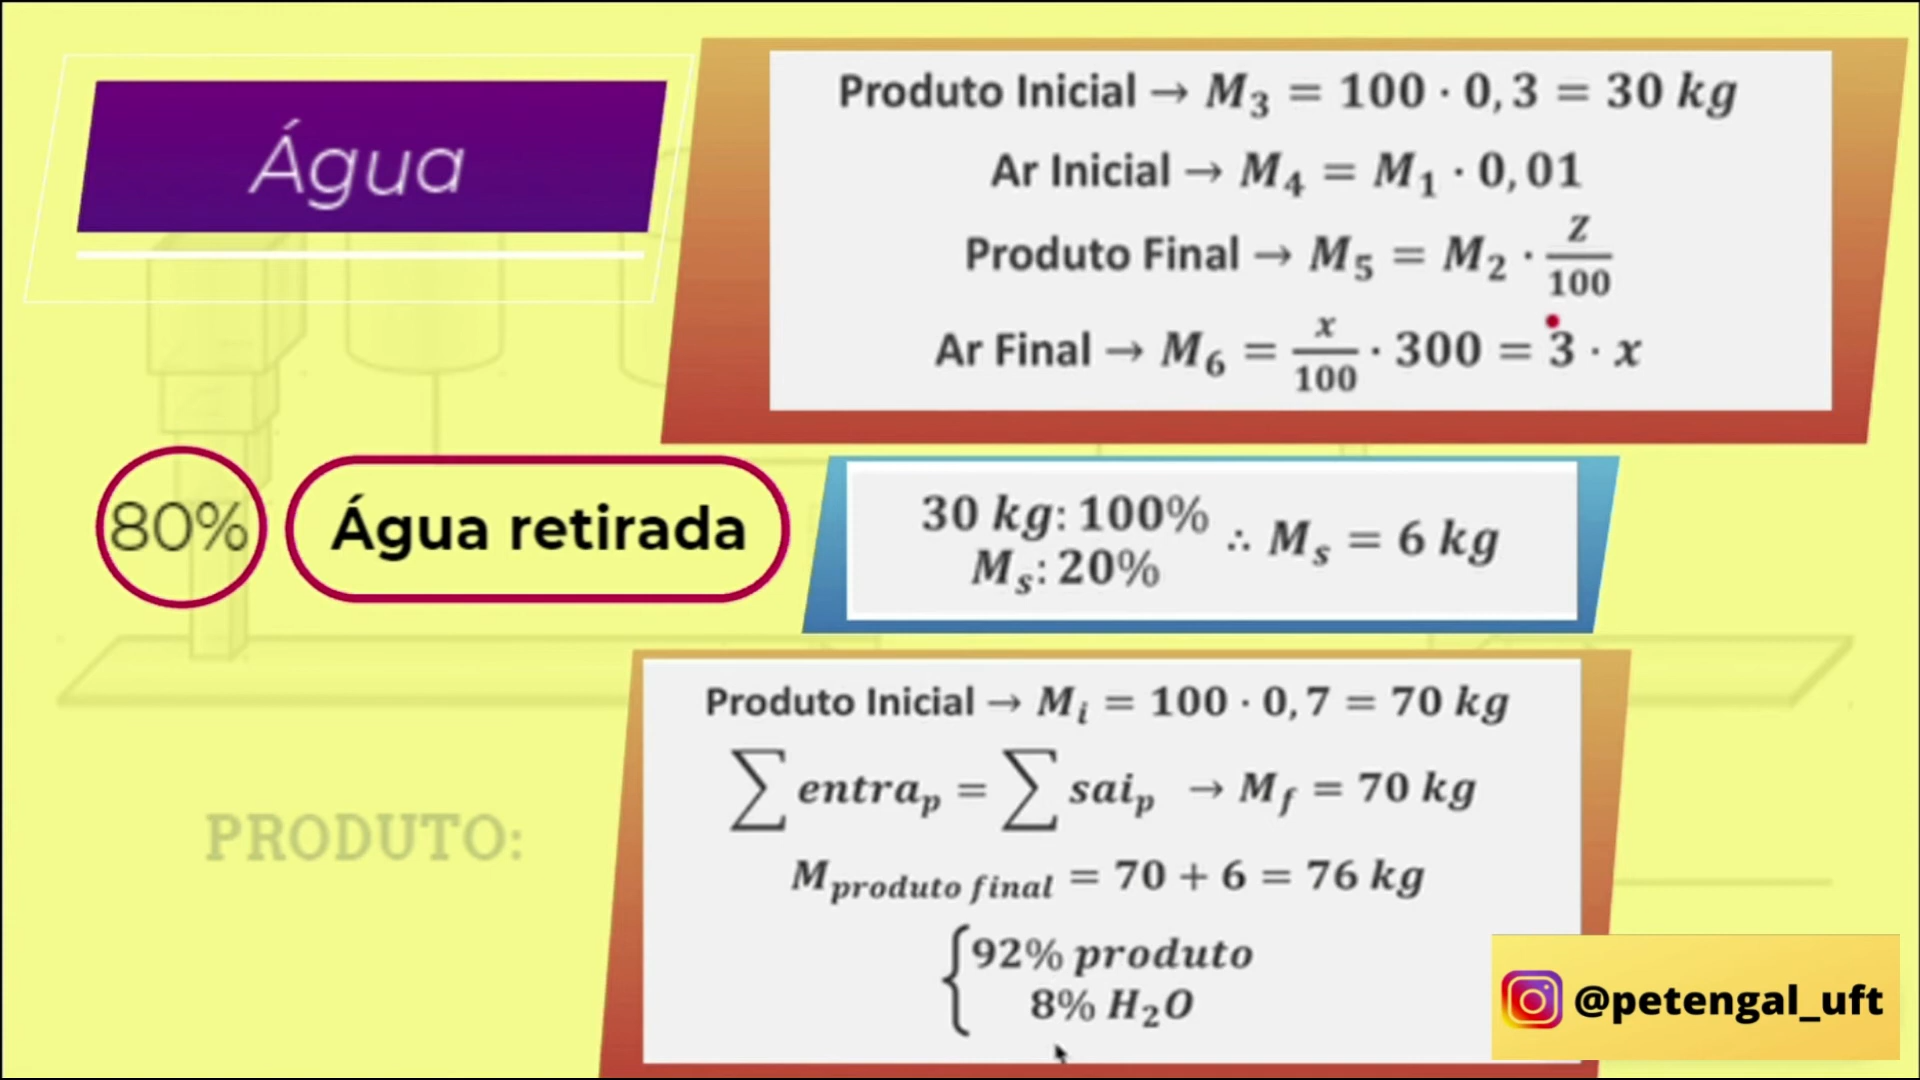 Água
Produto Inicial → M₃ = 100 · 0,3 = 30 kg
Ar Inicial → M₄ = M₁ · 0,01
Produto Final → M₅ = M₂ · z/100
Ar Final → M₆ = x/100 · 300 = 3 · x
80%
Água retirada
30 kg: 100%
Mₛ: 20%
∴ Mₛ = 6 kg
Produto Inicial → Mᵢ = 100 · 0,7 = 70 kg
∑ entraₚ = ∑ saiₚ → M_f = 70 kg
M_produto final = 70 + 6 = 76 kg
{92% produto
8% H₂O
PRODUTO:
@petengal_uft